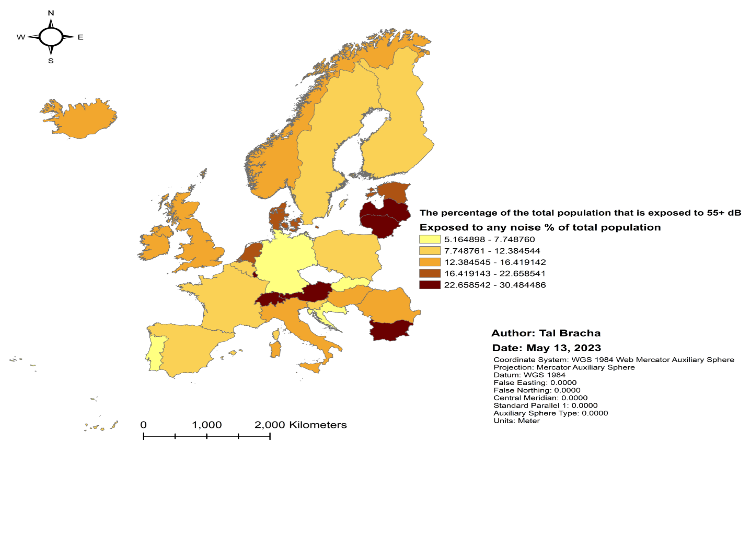 N
W E
S
The percentage of the total population that is exposed to 55+ dB
Exposed to any noise % of total population
5.164898 - 7.748760
7.748761 - 12.384544
12.384545 - 16.419142
16.419143 - 22.658541
22.658542 - 30.484486
Author: Tal Bracha
Date: May 13, 2023
Coordinate System: WGS 1984 Web Mercator Auxiliary Sphere
Projection: Mercator Auxiliary Sphere
Datum: WGS 1984
False Easting: 0.0000
False Northing: 0.0000
Central Meridian: 0.0000
Standard Parallel 1: 0.0000
Auxiliary Sphere Type: 0.0000
Units: Meter
0 1,000 2,000 Kilometers